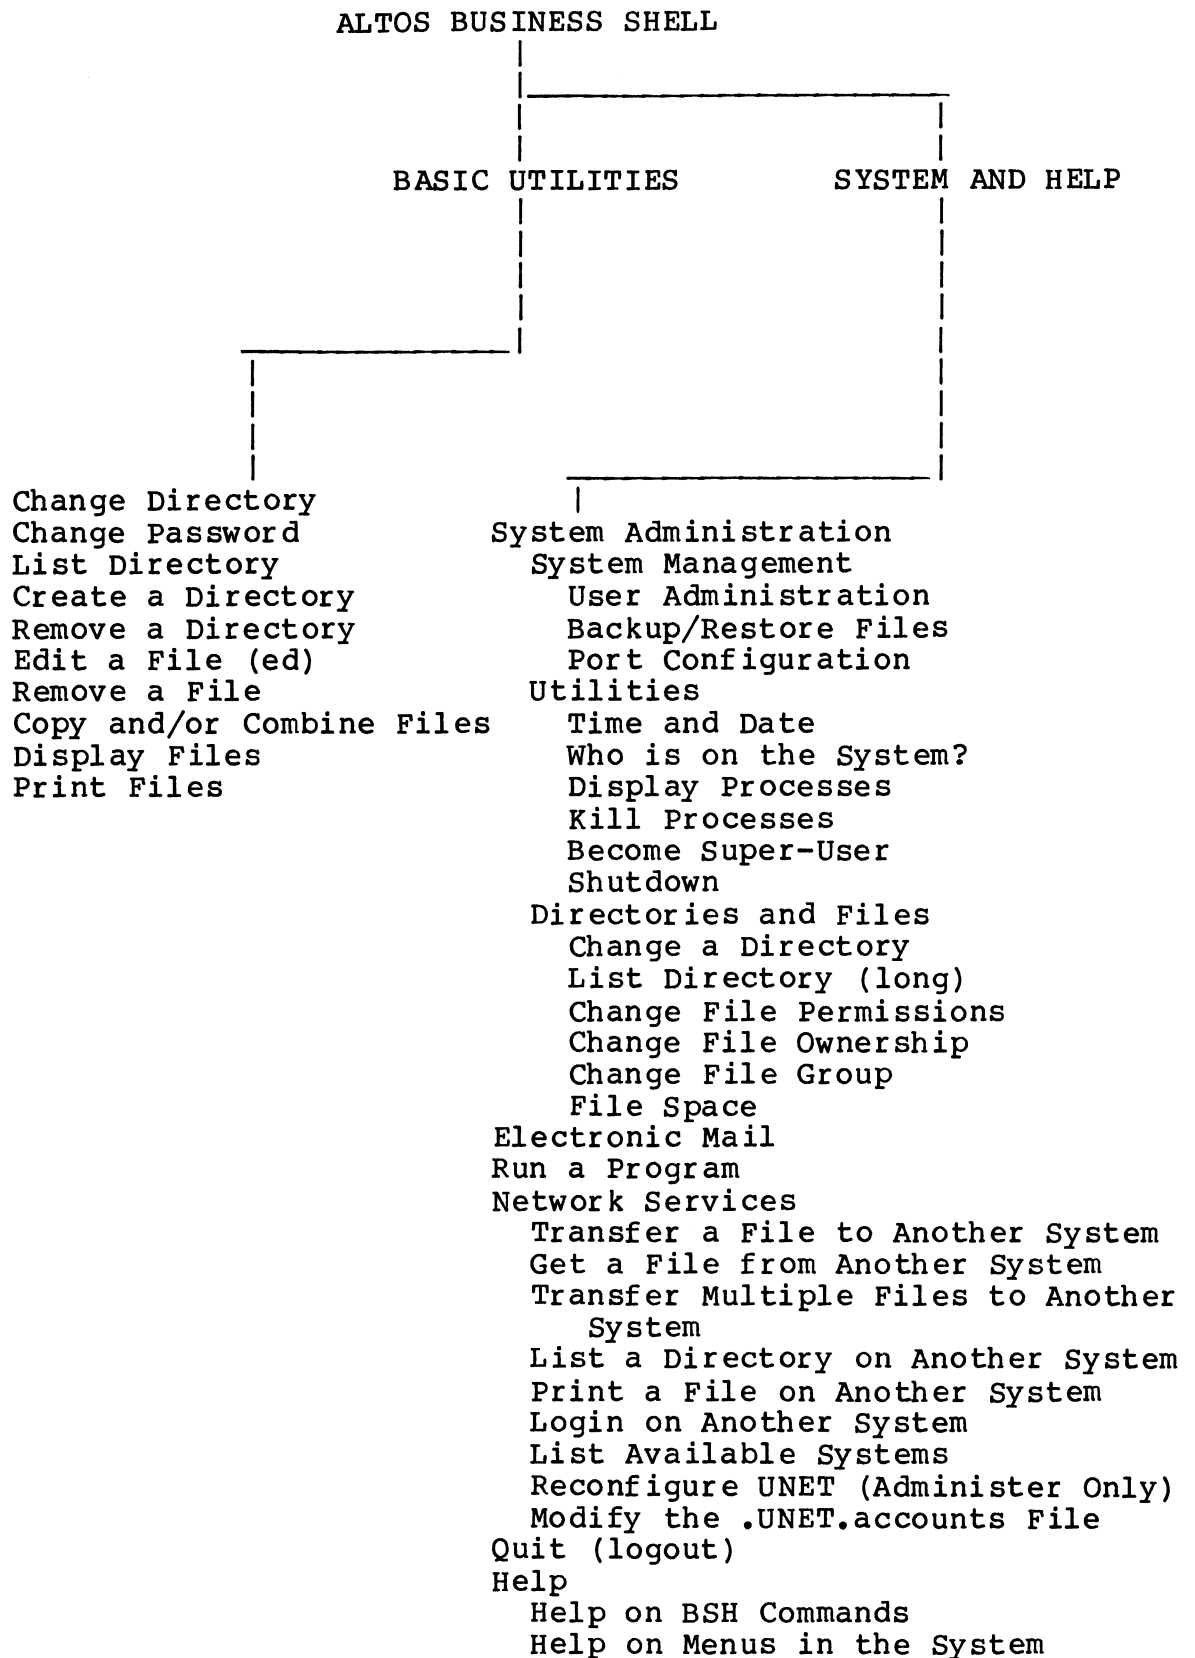 ALTOS BUSINESS SHELL
BASIC UTILITIES
SYSTEM AND HELP
Change Directory
Change Password
List Directory
Create a Directory
Remove a Directory
Edit a File (ed)
Remove a File
Copy and/or Combine Files
Display Files
Print Files
System Administration
System Management
User Administration
Backup/Restore Files
Port Configuration
Utilities
Time and Date
Who is on the System?
Display Processes
Kill Processes
Become Super-User
Shutdown
Directories and Files
Change a Directory
List Directory (long)
Change File Permissions
Change File Ownership
Change File Group
File Space
Electronic Mail
Run a Program
Network Services
Transfer a File to Another System
Get a File from Another System
Transfer Multiple Files to Another
System
List a Directory on Another System
Print a File on Another System
Login on Another System
List Available Systems
Reconfigure UNET (Administer Only)
Modify the .UNET.accounts File
Quit (logout)
Help
Help on BSH Commands
Help on Menus in the System